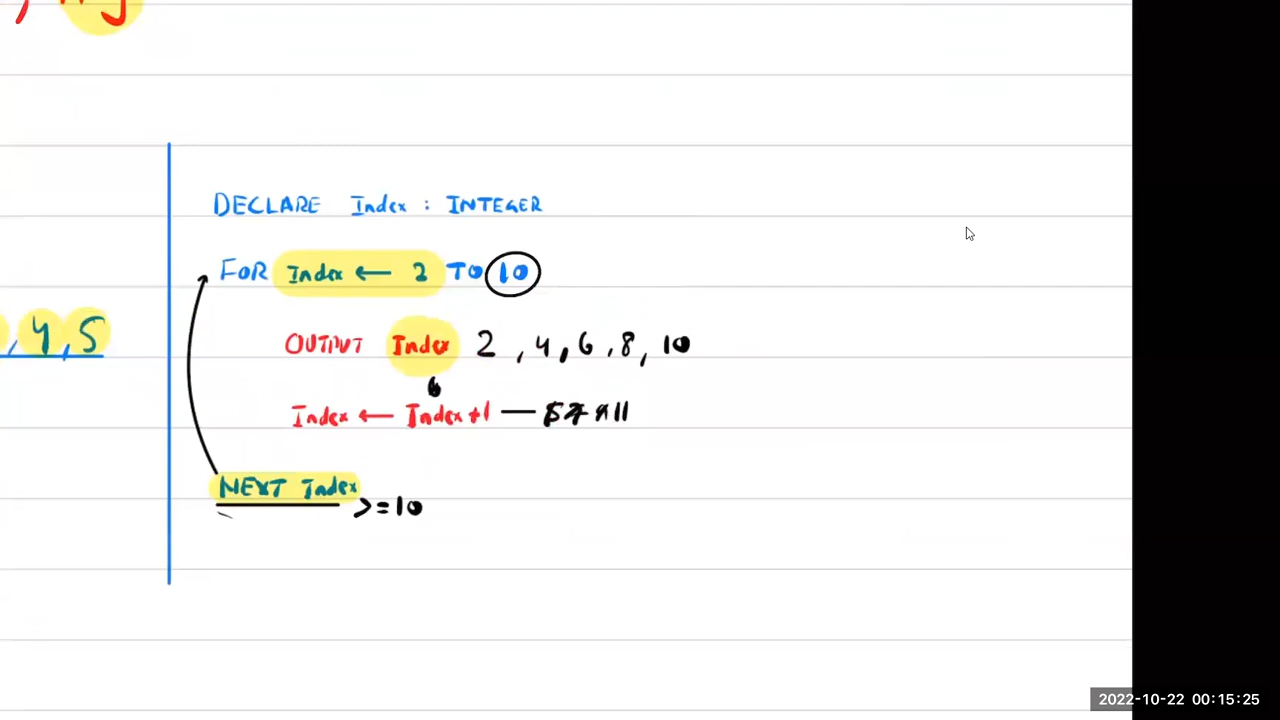 , 4, 5
DECLARE Index : INTEGER
FOR Index ← 2 TO 10
OUTPUT Index 2 , 4, 6, 8, 10
6
Index ← Index+1 — 11
NEXT Index
>=10
2022-10-22 00:15:25